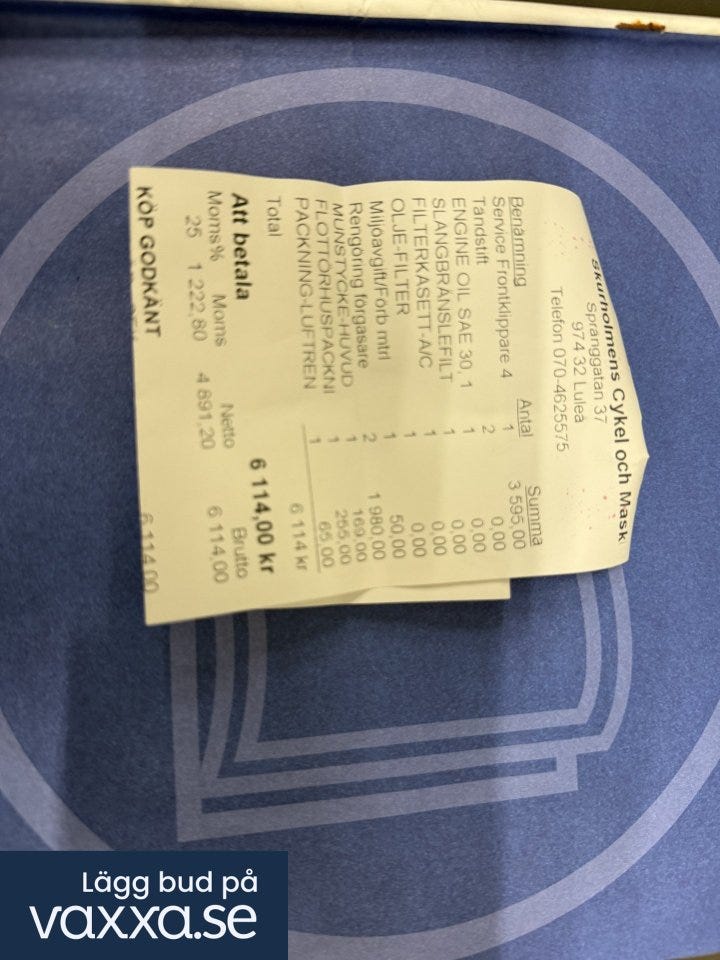 Skurholmens Cykel och Mask
Spränggatan 37
974 32 Luleå
Telefon 070-4625575
Benämning Antal Summa
Service Frontklippare 4 1 3 595,00
Tändstift 2 0,00
ENGINE OIL SAE 30, 1 1 0,00
SLANGBRÄNSLEFILT 1 0,00
FILTERKASETT-A/C 1 0,00
OLJE-FILTER 1 0,00
Miljöavgift/Förb mtrl 1 50,00
Rengöring förgasare 2 1 980,00
MUNSTYCKE-HUVUD 1 169,00
FLOTTÖRHUSPACKNI 1 255,00
PACKNING-LUFTREN 1 65,00
Total 6 114 kr
Att betala 6 114,00 kr
Moms% Moms Netto Brutto
25 1 222,80 4 891,20 6 114,00
KÖP GODKÄNT
6 114,00
Lägg bud på
vaxxa.se